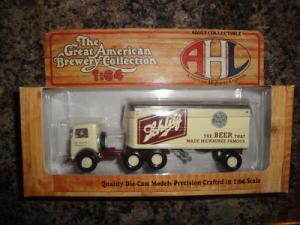 The
Great American
Brewery Collection
1:64
ADULT COLLECTIBLE
AHL
Schlitz
THE BEER THAT
MADE MILWAUKEE FAMOUS
Quality Die-Cast Models Precision Crafted in 1:64 Scale